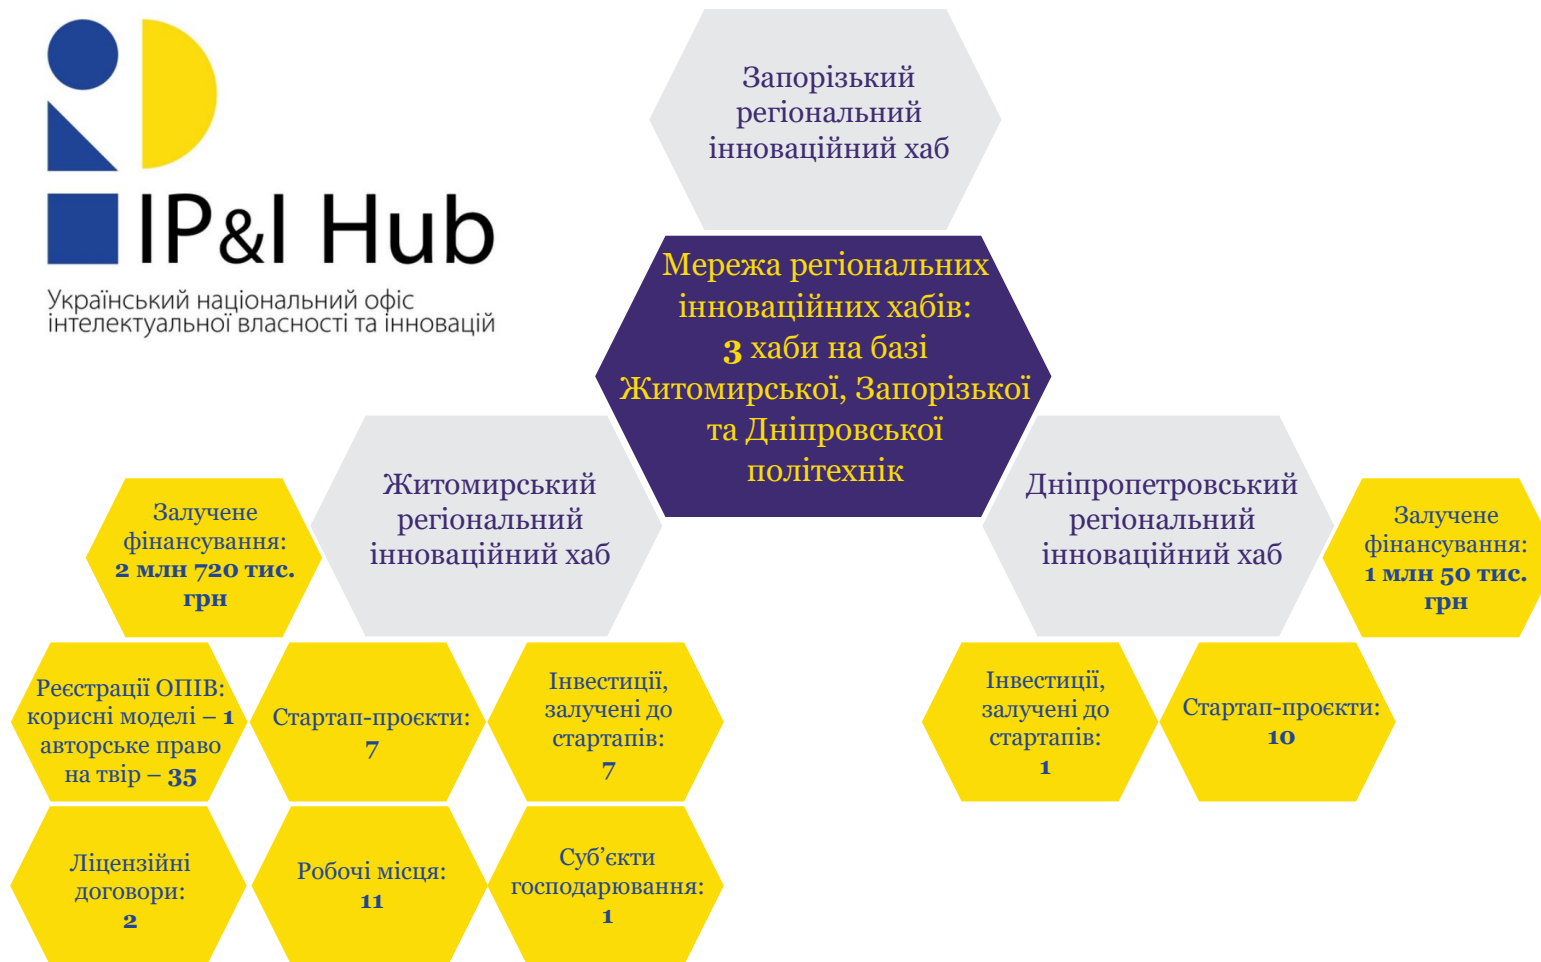 IP&I Hub
Український національний офіс
інтелектуальної власності та інновацій
Запорізький
регіональний
інноваційний хаб
Мережа регіональних
інноваційних хабів:
3 хаби на базі
Житомирської, Запорізької
та Дніпровської
політехнік
Житомирський
регіональний
інноваційний хаб
Залучене
фінансування:
2 млн 720 тис.
грн
Реєстрації ОПІВ:
корисні моделі – 1
авторське право
на твір – 35
Стартап-проєкти:
7
Інвестиції,
залучені до
стартапів:
7
Ліцензійні
договори:
2
Робочі місця:
11
Суб’єкти
господарювання:
1
Дніпропетровський
регіональний
інноваційний хаб
Залучене
фінансування:
1 млн 50 тис.
грн
Інвестиції,
залучені до
стартапів:
1
Стартап-проєкти:
10